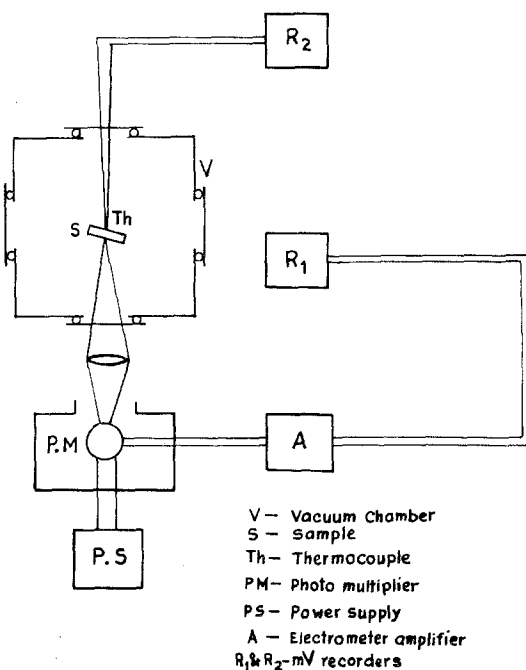 R2
V
Th
S
R1
P.M
A
P.S
V – Vacuum Chamber
S – Sample
Th – Thermocouple
PM – Photo multiplier
PS – Power supply
A – Electrometer amplifier
R1 & R2 – mV recorders